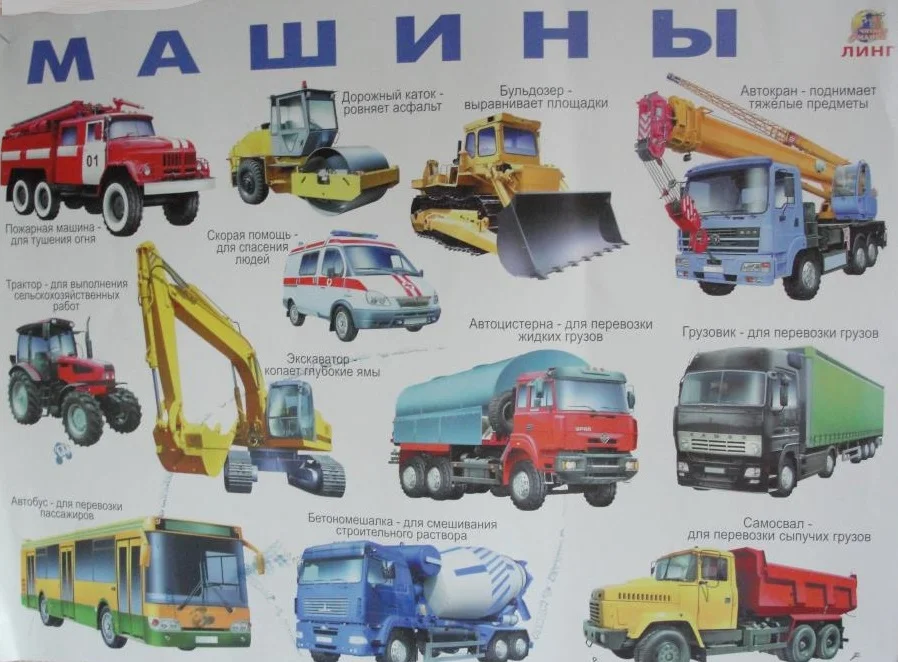 МАШИНЫ
ЛИНГ
Дорожный каток -
ровняет асфальт
Бульдозер -
выравнивает площадки
Автокран - поднимает
тяжёлые предметы
01
Пожарная машина -
для тушения огня
Скорая помощь -
для спасения
людей
Трактор - для выполнения
сельскохозяйственных
работ
Экскаватор -
копает глубокие ямы
Автоцистерна - для перевозки
жидких грузов
Грузовик - для перевозки грузов
Автобус - для перевозки
пассажиров
Бетономешалка - для смешивания
строительного раствора
Самосвал -
для перевозки сыпучих грузов